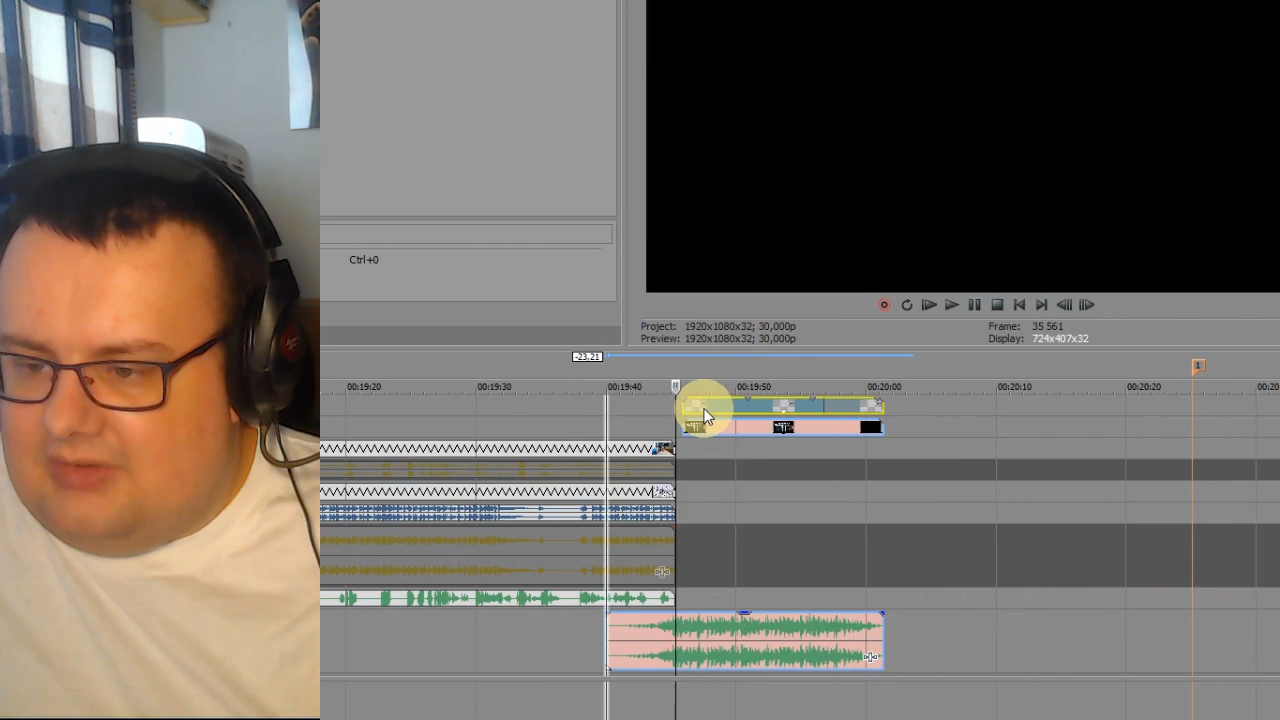 Ctrl+0
Project: 1920x1080x32; 30,000p
Preview: 1920x1080x32; 30,000p
Frame: 35 561
Display: 724x407x32
-23,21
1
00:19:20
00:19:30
00:19:40
00:19:50
00:20:00
00:20:10
00:20:20
00:20